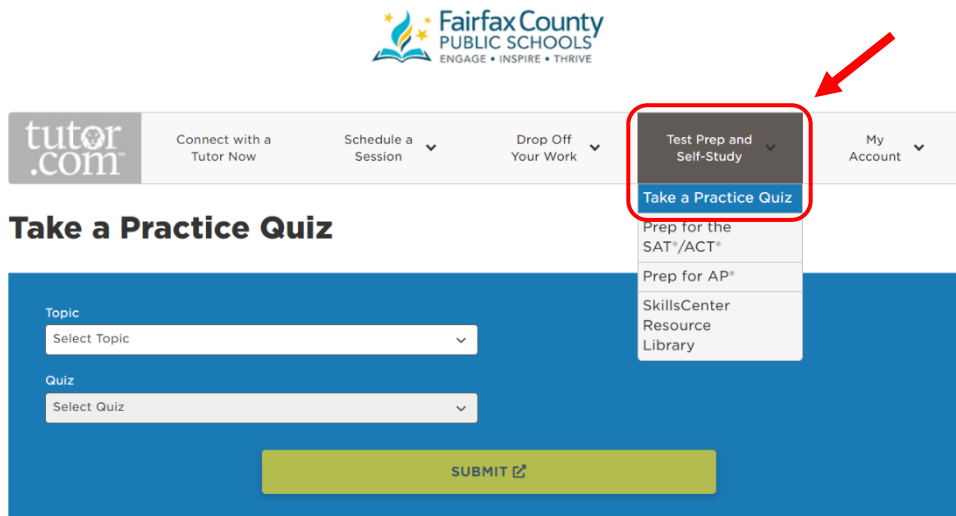 Fairfax County
PUBLIC SCHOOLS
ENGAGE • INSPIRE • THRIVE
tutor
.com™
Connect with a
Tutor Now
Schedule a
Session
Drop Off
Your Work
Test Prep and
Self-Study
My
Account
Take a Practice Quiz
Prep for the
SAT®/ACT®
Prep for AP®
SkillsCenter
Resource
Library
Take a Practice Quiz
Topic
Select Topic
Quiz
Select Quiz
SUBMIT